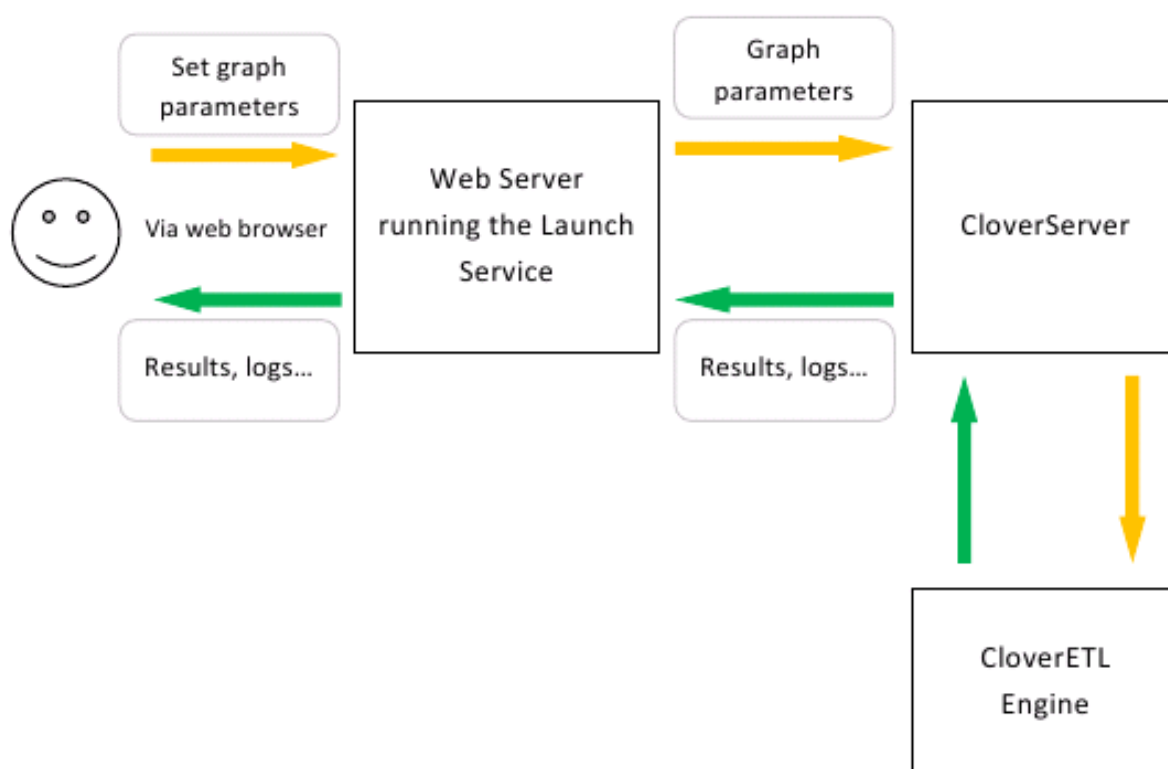 Set graph
parameters
Graph
parameters
Via web browser
Web Server
running the Launch
Service
CloverServer
Results, logs…
Results, logs…
CloverETL
Engine